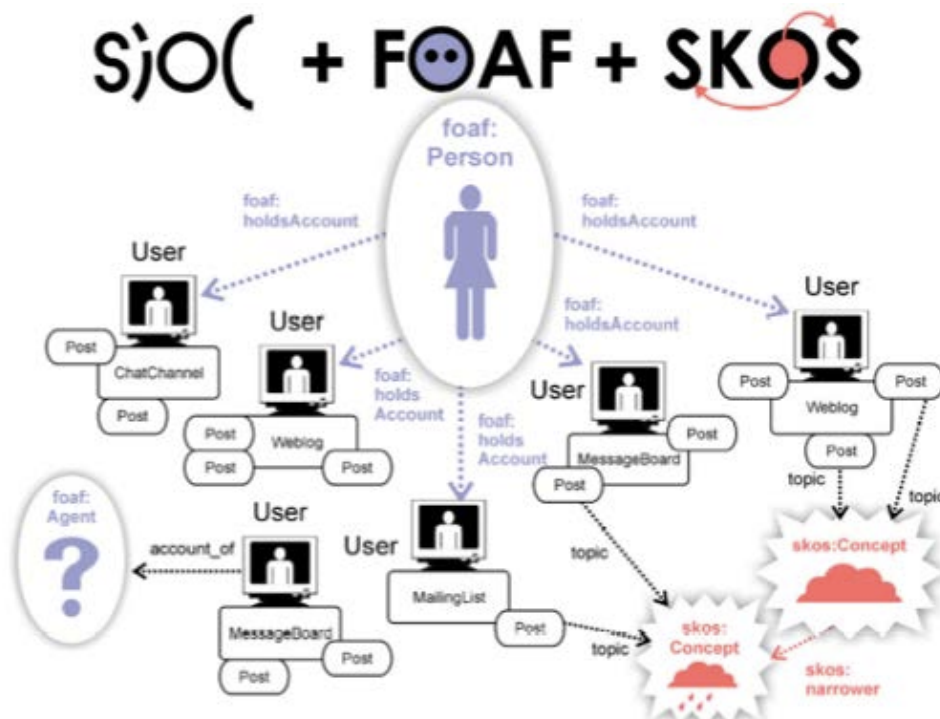 sioc + FOAF + SKOS
foaf:
Person
foaf:
holdsAccount
foaf:
holdsAccount
User
Post
ChatChannel
Post
User
Post
Weblog
Post
Post
foaf:
holds
Account
foaf:
holds
Account
foaf:
holdsAccount
User
Post
MessageBoard
Post
User
Post
Post
Weblog
Post
topic
topic
foaf:
Agent
?
account_of
User
MessageBoard
Post
Post
User
MailingList
Post
topic
topic
skos:Concept
skos:
Concept
skos:
narrower